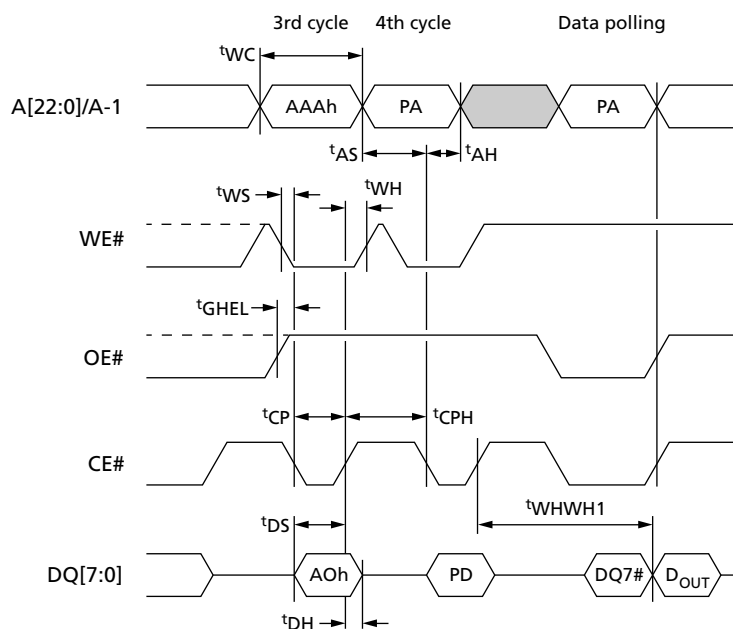 3rd cycle 4th cycle Data polling
tWC
A[22:0]/A-1 AAAh PA PA
tAS tAH
tWS tWH
WE#
tGHEL
OE#
tCP tCPH
CE#
tWHWH1
tDS
DQ[7:0] AOh PD DQ7# DOUT
tDH